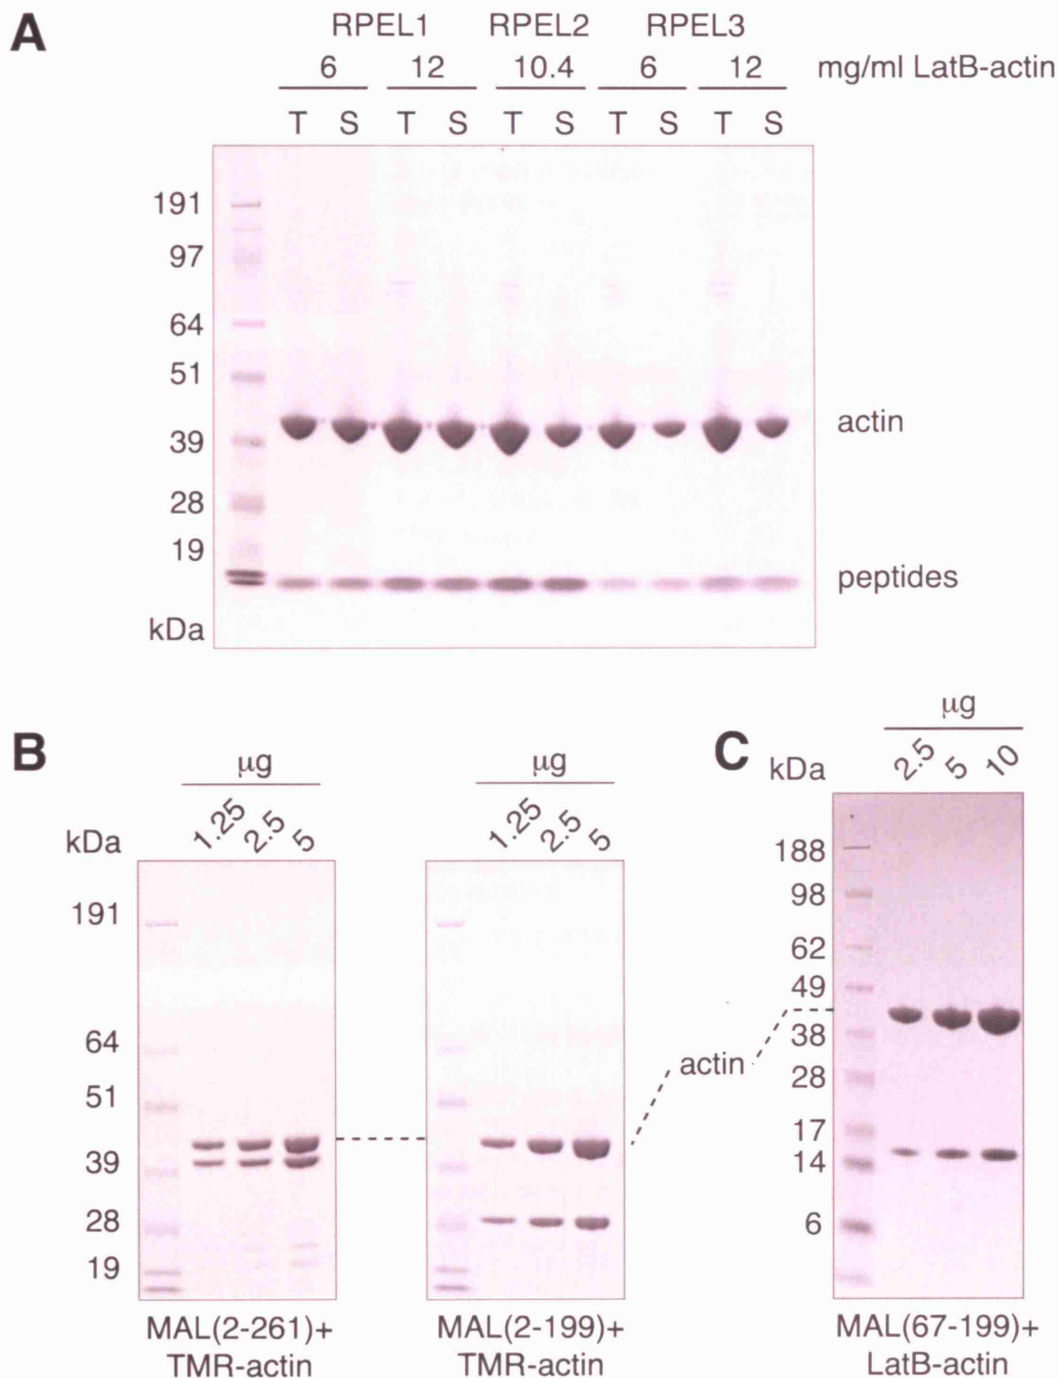 A
RPEL1 RPEL2 RPEL3
6 12 10.4 6 12 mg/ml LatB-actin
T S T S T S T S T S
191
97
64
51
actin
39
28
19
peptides
kDa
B
µg
1.25 2.5 5
kDa
191
64
51
39
28
19
MAL(2-261)+
TMR-actin
µg
1.25 2.5 5
MAL(2-199)+
TMR-actin
actin
C
µg
kDa 2.5 5 10
188
98
62
49
38
28
17
14
6
MAL(67-199)+
LatB-actin